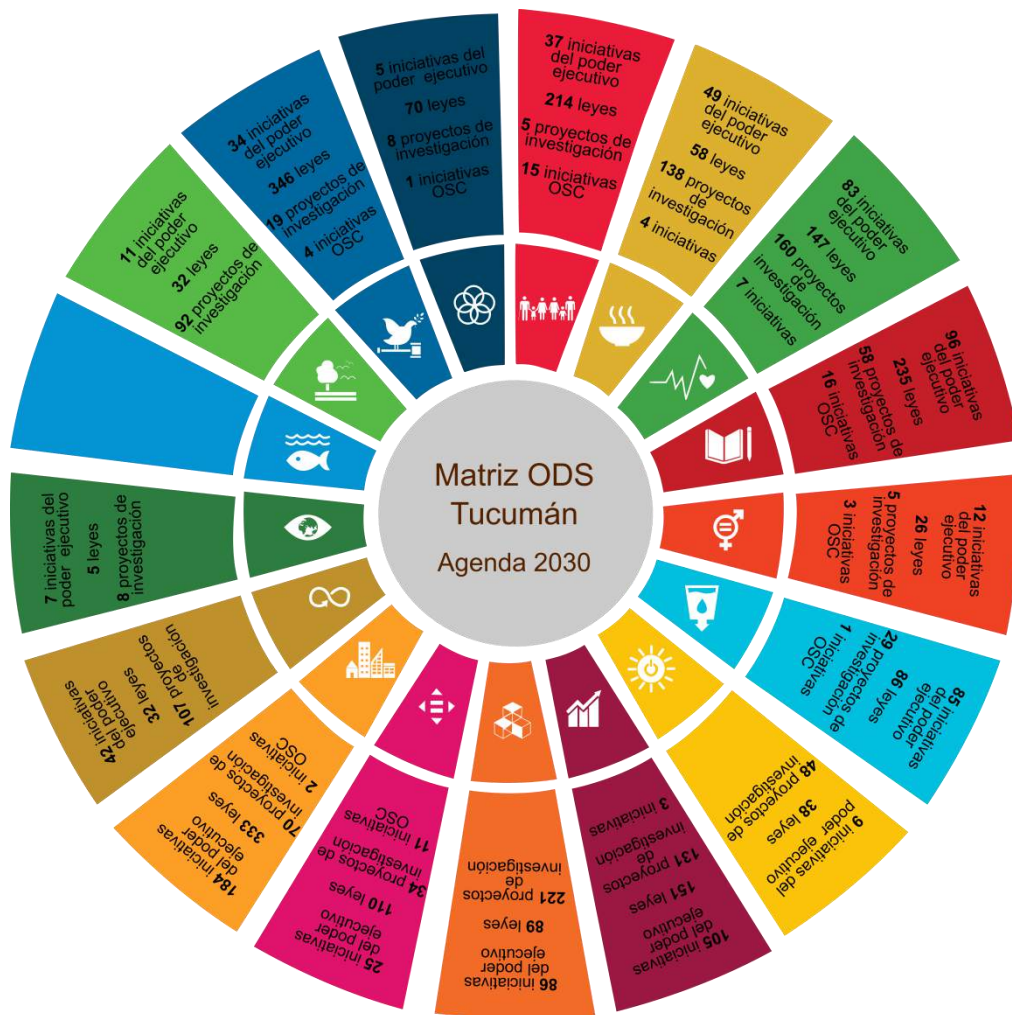 Matriz ODS
Tucumán
Agenda 2030
37 iniciativas
del poder
ejecutivo
214 leyes
5 proyectos de
investigación
15 iniciativas
OSC
49 iniciativas
del poder
ejecutivo
58 leyes
138 proyectos
de
investigación
4 iniciativas
83 iniciativas
del poder
ejecutivo
147 leyes
160 proyectos
de
investigación
7 iniciativas
96 iniciativas
del poder
ejecutivo
235 leyes
58 proyectos de
investigación
16 iniciativas
OSC
12 iniciativas
del poder
ejecutivo
26 leyes
5 proyectos de
investigación
3 iniciativas
OSC
85 iniciativas
del poder
ejecutivo
86 leyes
29 proyectos de
investigación
1 iniciativas
OSC
9 iniciativas del
poder ejecutivo
38 leyes
48 proyectos de
investigación
105 iniciativas
del poder
ejecutivo
151 leyes
131 proyectos
de
investigación
3 iniciativas
86 iniciativas
del poder
ejecutivo
89 leyes
221 proyectos
de
investigación
25 iniciativas
del poder
ejecutivo
110 leyes
34 proyectos de
investigación
11 iniciativas
OSC
184 iniciativas
del poder
ejecutivo
333 leyes
70 proyectos de
investigación
2 iniciativas
OSC
42 iniciativas
del poder
ejecutivo
32 leyes
107 proyectos
de
investigación
7 iniciativas del
poder ejecutivo
5 leyes
8 proyectos de
investigación
11 iniciativas
del poder
ejecutivo
32 leyes
92 proyectos de
investigación
34 iniciativas
del poder
ejecutivo
346 leyes
19 proyectos de
investigación
4 iniciativas
OSC
5 iniciativas del
poder ejecutivo
70 leyes
8 proyectos de
investigación
1 iniciativas
OSC